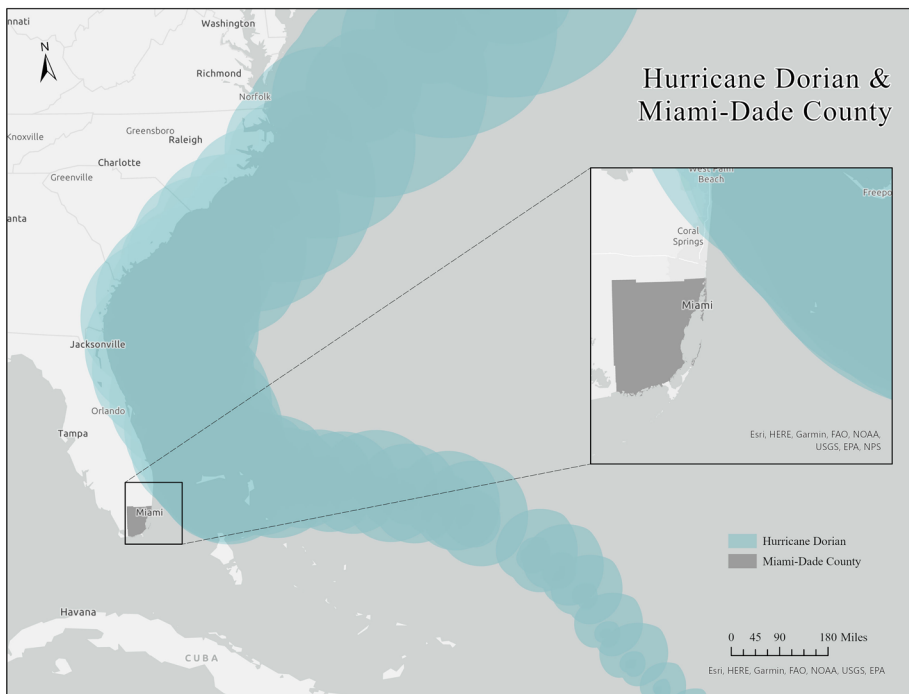 nnati
Washington
N
Richmond
Norfolk
Hurricane Dorian &
Miami-Dade County
Knoxville
Greensboro
Raleigh
Charlotte
Greenville
West Palm
Beach
Freepo
anta
Coral
Springs
Miami
Jacksonville
Orlando
Tampa
Esri, HERE, Garmin, FAO, NOAA,
USGS, EPA, NPS
Miami
Hurricane Dorian
Miami-Dade County
Havana
CUBA
0 45 90 180 Miles
Esri, HERE, Garmin, FAO, NOAA, USGS, EPA